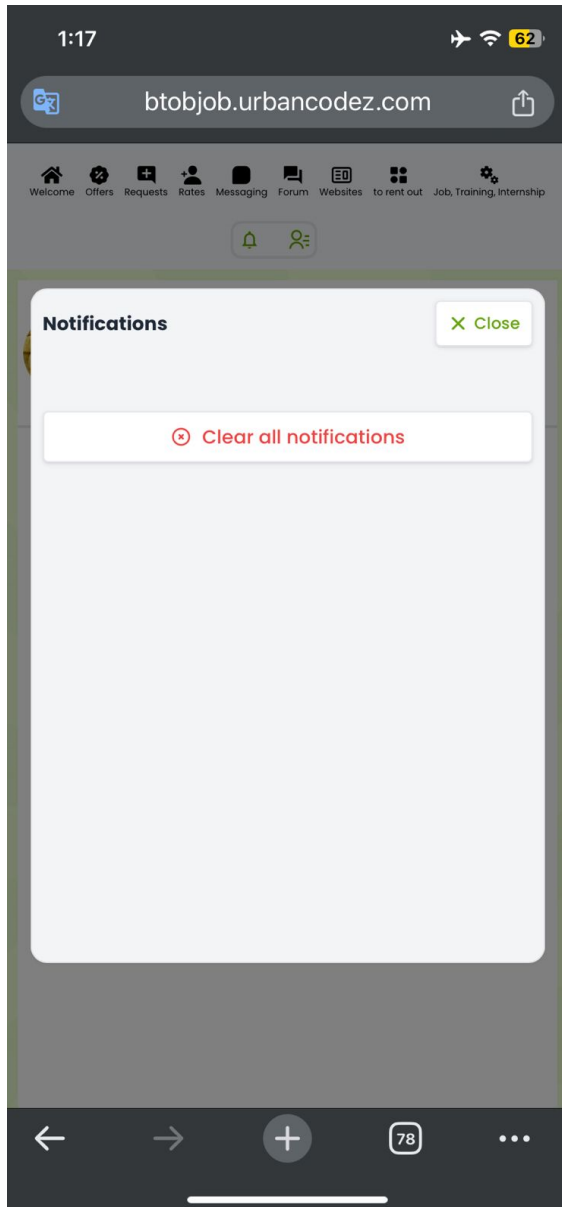 1:17
62
btobjob.urbancodez.com
Welcome Offers Requests Rates Messaging Forum Websites to rent out Job, Training, Internship
Notifications
Close
Clear all notifications
78